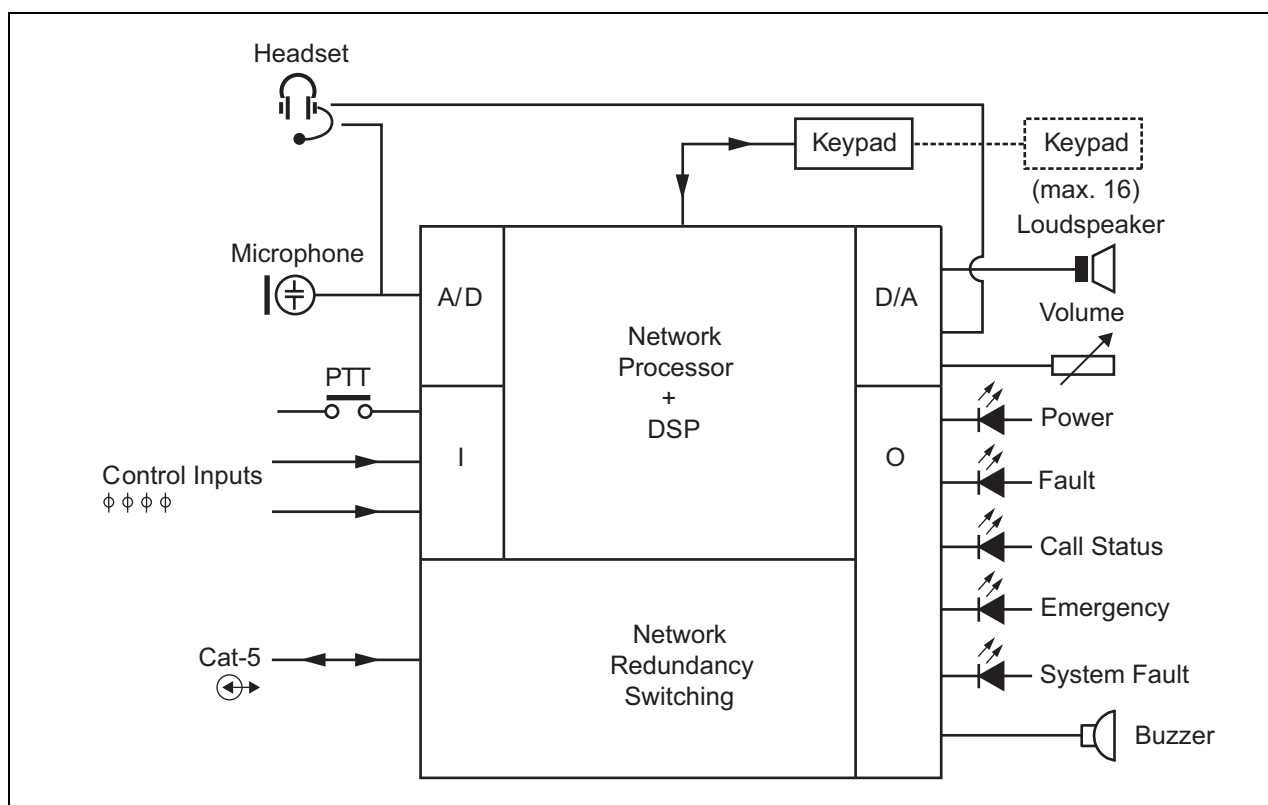 Headset
Keypad
Keypad
(max. 16)
Loudspeaker
Microphone
A/D
D/A
Volume
Network
Processor
+
DSP
PTT
Power
I
O
Control Inputs
Fault
Call Status
Emergency
Network
Redundancy
Switching
Cat-5
System Fault
Buzzer